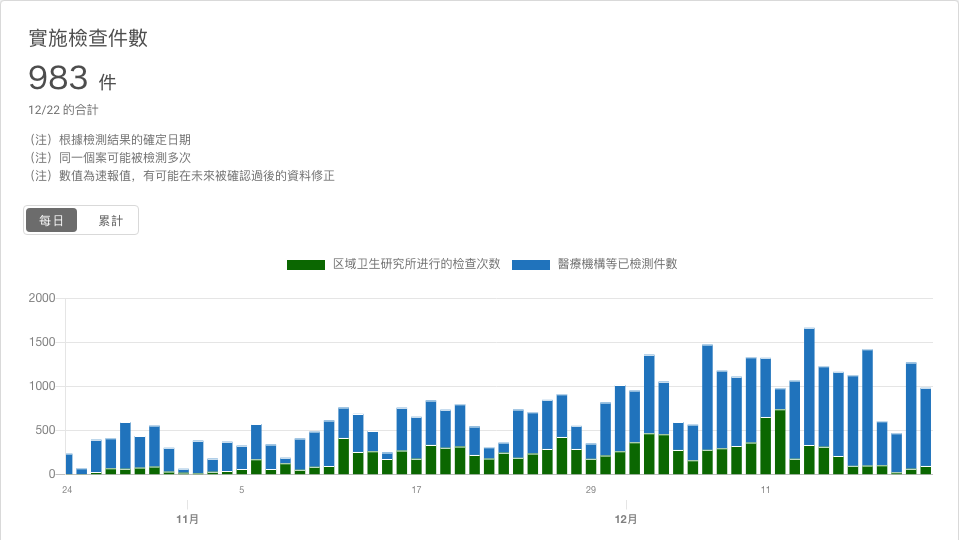 實施檢查件數
983 件
12/22 的合計
（注）根據檢測結果的確定日期
（注）同一個案可能被檢測多次
（注）數值為速報值，有可能在未來被確認過後的資料修正
每日 累計
区域卫生研究所进行的检查次数 醫療機構等已檢測件數
2000
1500
1000
500
0
24 5 17 29 11
11月 12月